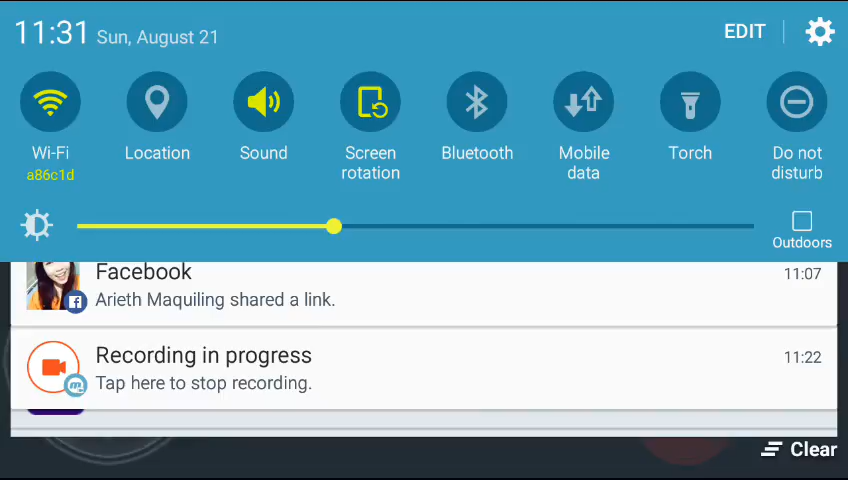 11:31 Sun, August 21
EDIT
Wi-Fi
a86c1d
Location
Sound
Screen
rotation
Bluetooth
Mobile
data
Torch
Do not
disturb
Outdoors
Facebook
11:07
Arieth Maquiling shared a link.
Recording in progress
11:22
Tap here to stop recording.
Clear